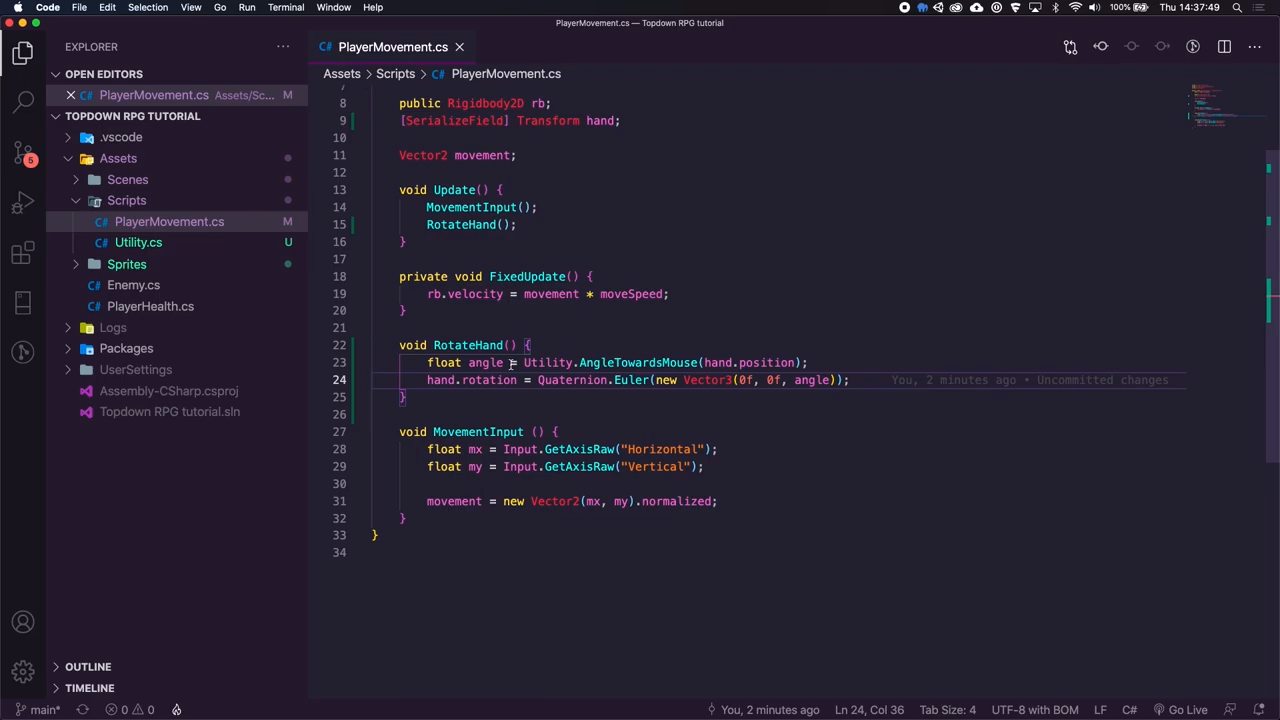 Code File Edit Selection View Go Run Terminal Window Help 100% Thu 14:37:49
PlayerMovement.cs — Topdown RPG tutorial
EXPLORER
PlayerMovement.cs
OPEN EDITORS
Assets > Scripts > PlayerMovement.cs
PlayerMovement.cs Assets/Sc... M
TOPDOWN RPG TUTORIAL
.vscode
Assets
Scenes
Scripts
PlayerMovement.cs M
Utility.cs U
Sprites
Enemy.cs
PlayerHealth.cs
Logs
Packages
UserSettings
Assembly-CSharp.csproj
Topdown RPG tutorial.sln
OUTLINE
TIMELINE
5
7
8 public Rigidbody2D rb;
9 [SerializeField] Transform hand;
10
11 Vector2 movement;
12
13 void Update() {
14 MovementInput();
15 RotateHand();
16 }
17
18 private void FixedUpdate() {
19 rb.velocity = movement * moveSpeed;
20 }
21
22 void RotateHand() {
23 float angle = Utility.AngleTowardsMouse(hand.position);
24 hand.rotation = Quaternion.Euler(new Vector3(0f, 0f, angle)); You, 2 minutes ago • Uncommitted changes
25 }
26
27 void MovementInput () {
28 float mx = Input.GetAxisRaw("Horizontal");
29 float my = Input.GetAxisRaw("Vertical");
30
31 movement = new Vector2(mx, my).normalized;
32 }
33 }
34
main* 0 0 You, 2 minutes ago Ln 24, Col 36 Tab Size: 4 UTF-8 with BOM LF C# Go Live